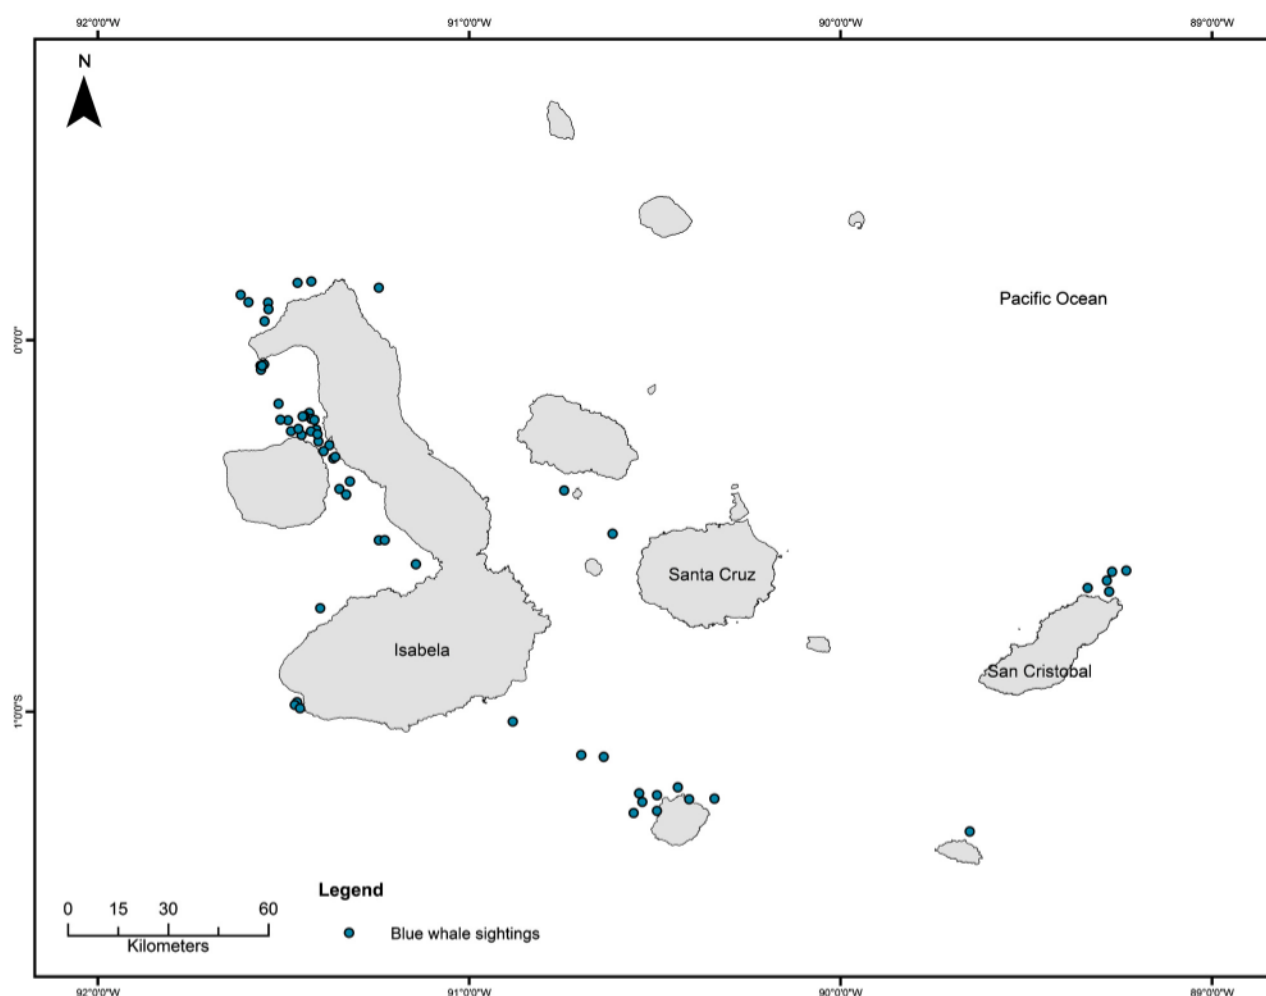 92°0'0"W 91°0'0"W 90°0'0"W 89°0'0"W
N
Pacific Ocean
0°0'0"
Santa Cruz
Isabela
San Cristobal
1°0'0"S
Legend
0 15 30 60
Kilometers
Blue whale sightings
92°0'0"W 91°0'0"W 90°0'0"W 89°0'0"W